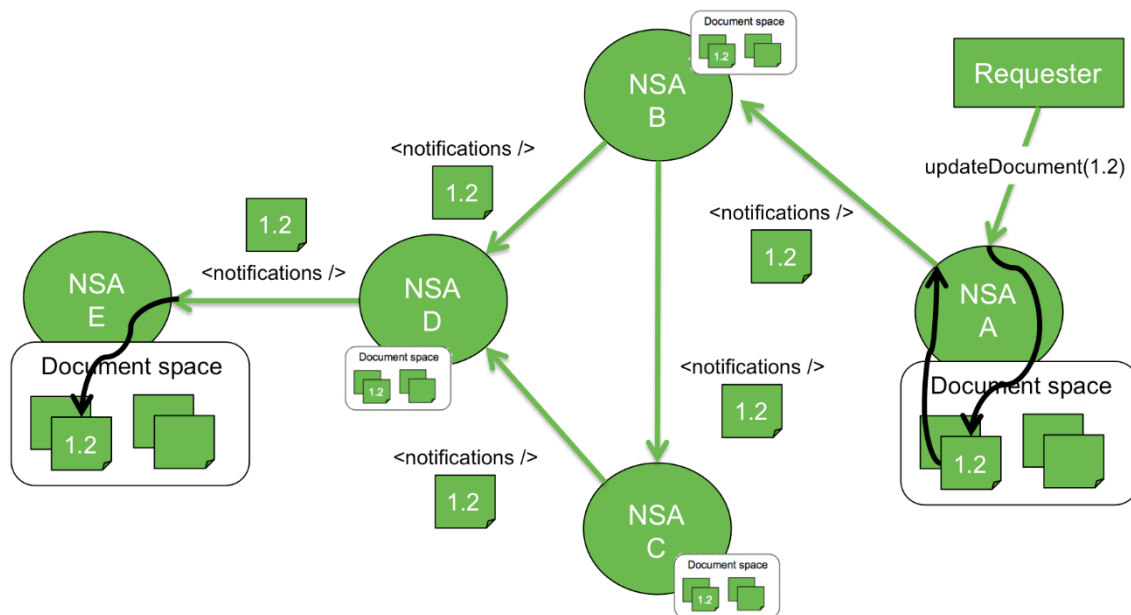 Document space
1.2
NSA
B
Requester
<notifications />
1.2
updateDocument(1.2)
1.2
<notifications />
1.2
<notifications />
NSA
E
NSA
D
NSA
A
Document space
1.2
Document space
1.2
<notifications />
1.2
Document space
1.2
<notifications />
1.2
NSA
C
Document space
1.2